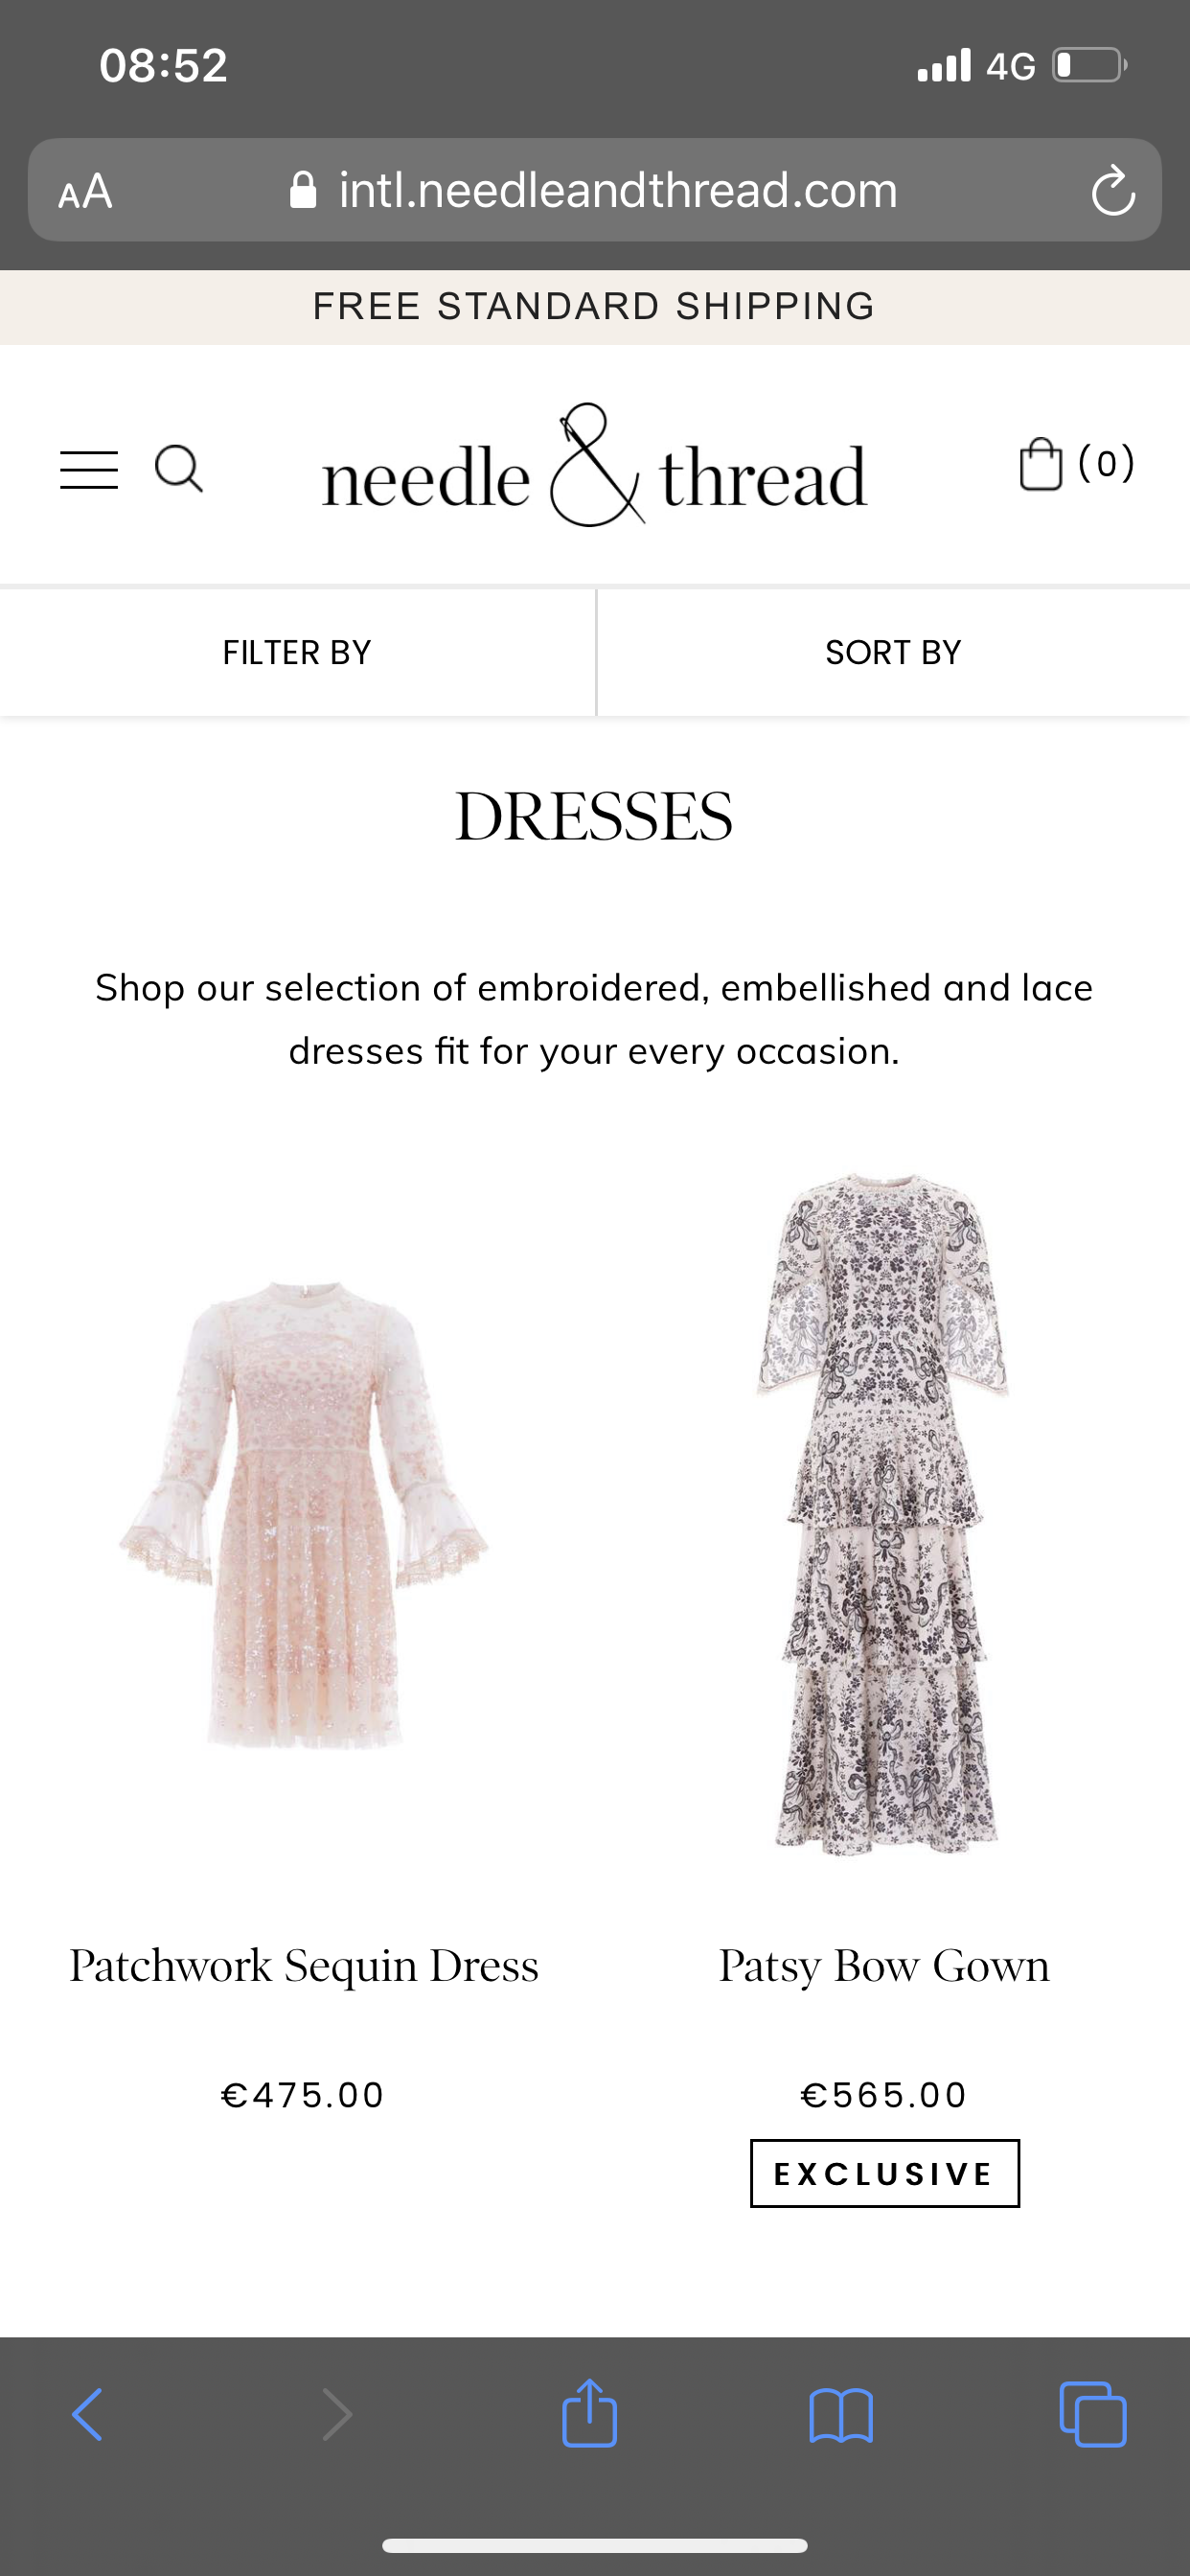 08:52
4G
AA
intl.needleandthread.com
FREE STANDARD SHIPPING
needle & thread
(0)
FILTER BY
SORT BY
DRESSES
Shop our selection of embroidered, embellished and lace
dresses fit for your every occasion.
Patchwork Sequin Dress
Patsy Bow Gown
€475.00
€565.00
EXCLUSIVE